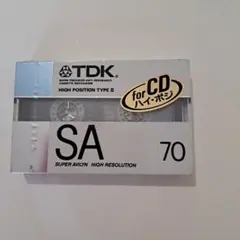 TDK
HIGH POSITION TYPE II
for CD
ハイ・ポジ
SA
70
SUPER AVILYN HIGH RESOLUTION